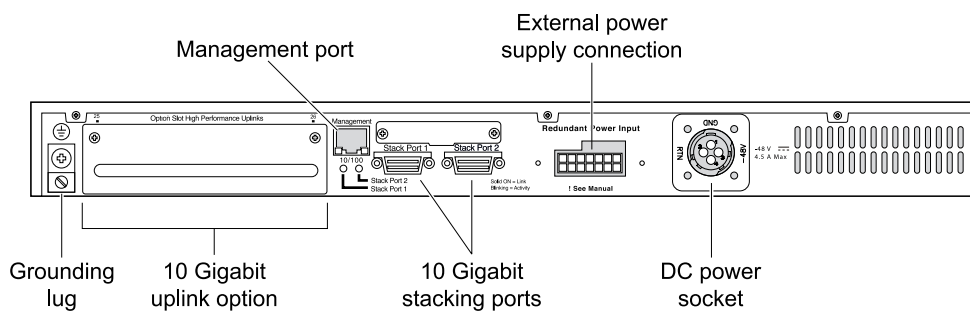 External power
supply connection
Management port
25
Option Slot High Performance Uplinks
26
Management
10/100
Stack Port 2
Stack Port 1
Stack Port 1
Stack Port 2
Solid ON = Link
Blinking = Activity
Redundant Power Input
! See Manual
GND
RTN
-48V
-48 V
4.5 A Max
Grounding
lug
10 Gigabit
uplink option
10 Gigabit
stacking ports
DC power
socket